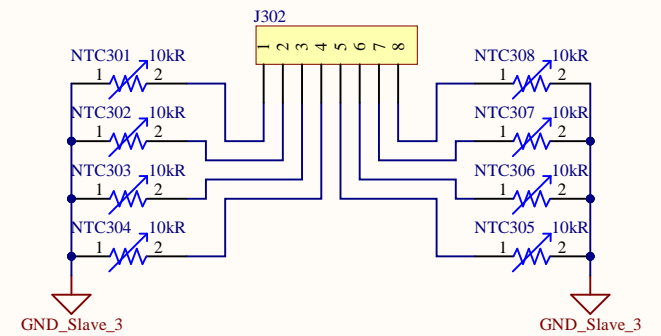 J302
1 2 3 4 5 6 7 8
NTC301 10kR
1 2
NTC302 10kR
1 2
NTC303 10kR
1 2
NTC304 10kR
1 2
GND_Slave_3
NTC308 10kR
1 2
NTC307 10kR
1 2
NTC306 10kR
1 2
NTC305 10kR
1 2
GND_Slave_3